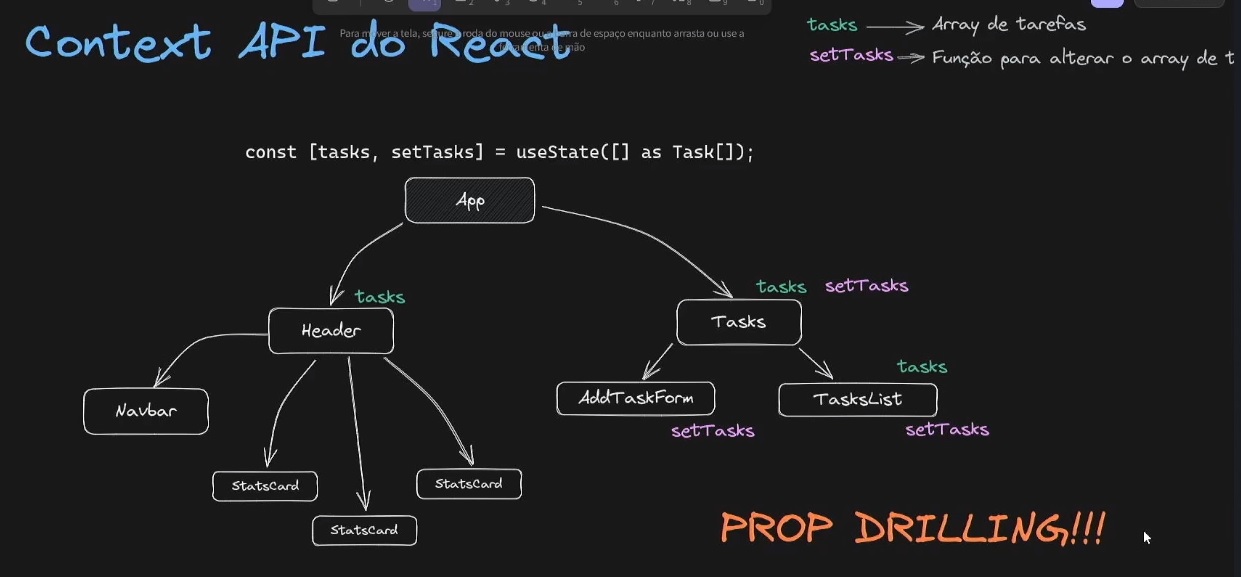 Context API do React
Para mover a tela, segure a roda do mouse ou a barra de espaço enquanto arrasta ou use a
ferramenta de mão
tasks Array de tarefas
setTasks Função para alterar o array de t
const [tasks, setTasks] = useState([] as Task[]);
App
tasks setTasks
tasks
Header
Tasks
tasks
AddTaskForm
TasksList
Navbar
setTasks
setTasks
StatsCard
StatsCard
StatsCard
PROP DRILLING!!!